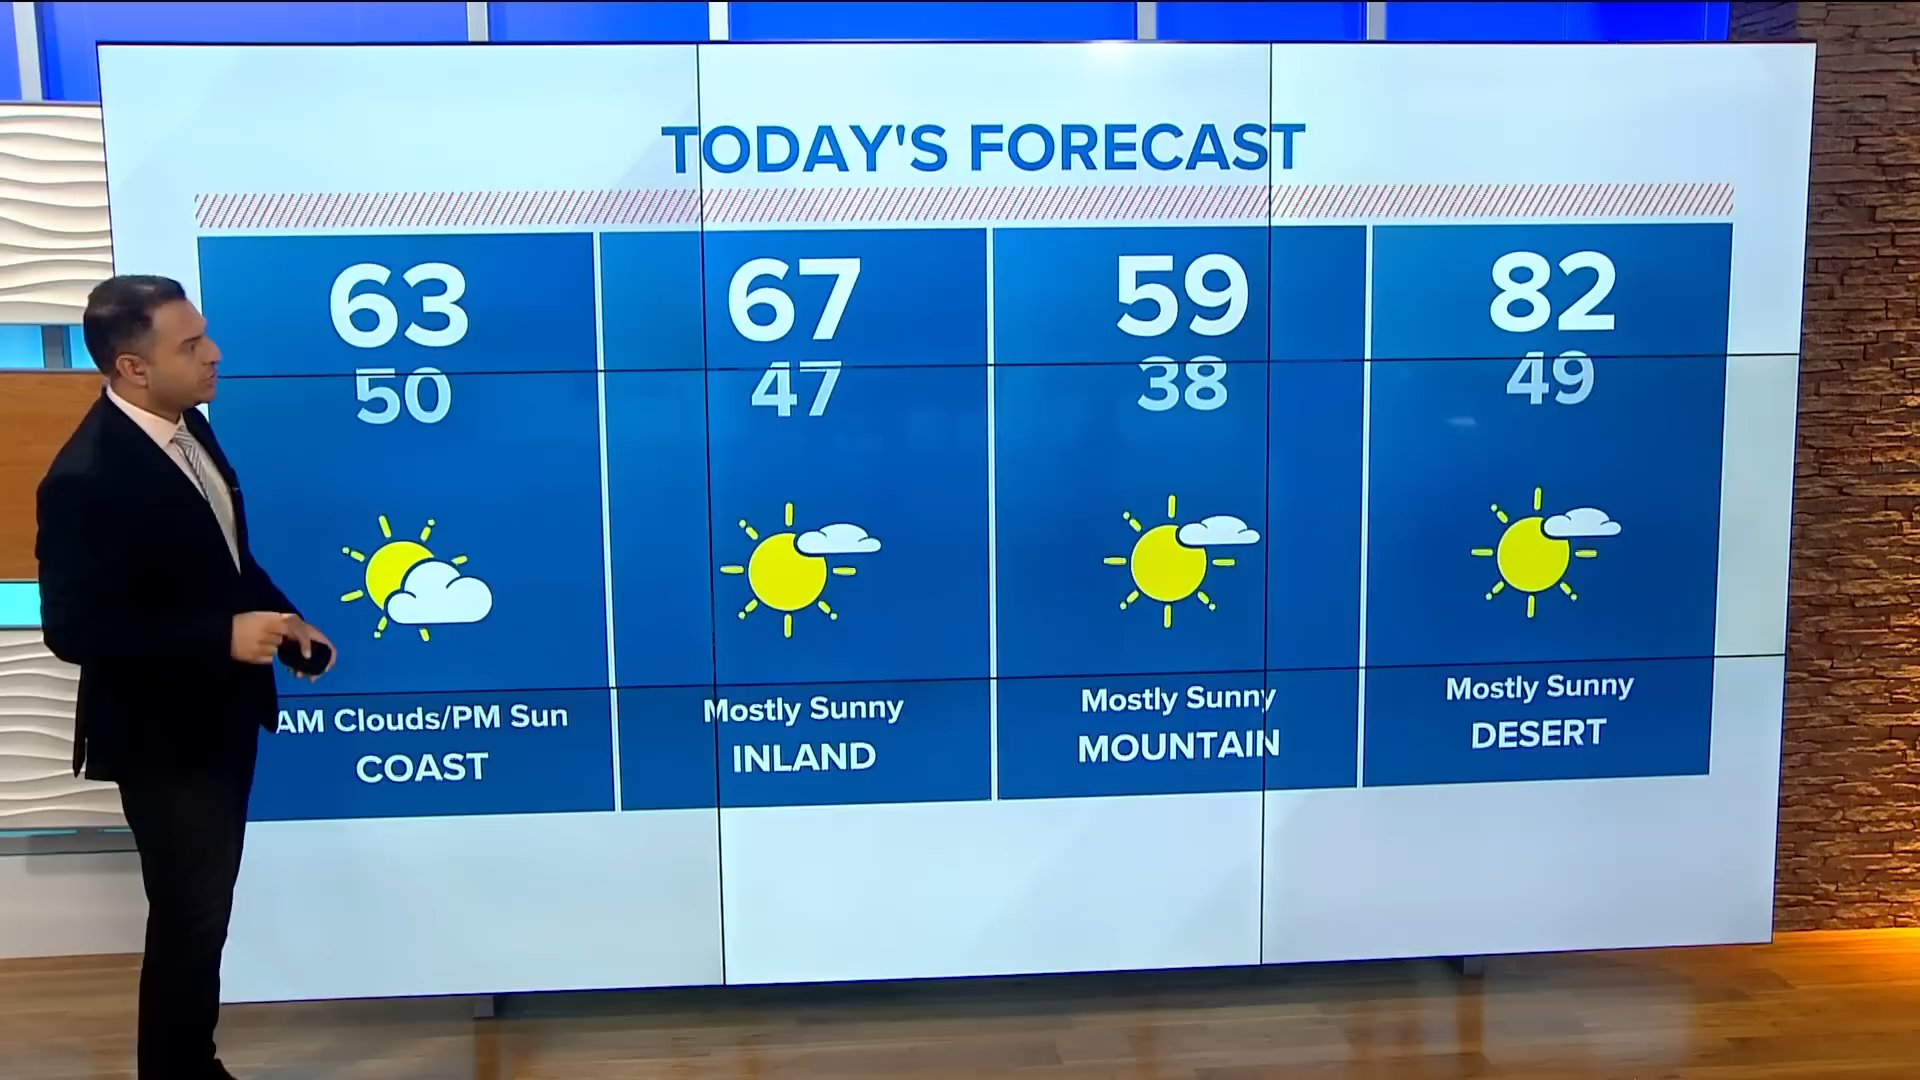 TODAY'S FORECAST
63
50
AM Clouds/PM Sun
COAST
67
47
Mostly Sunny
INLAND
59
38
Mostly Sunny
MOUNTAIN
82
49
Mostly Sunny
DESERT